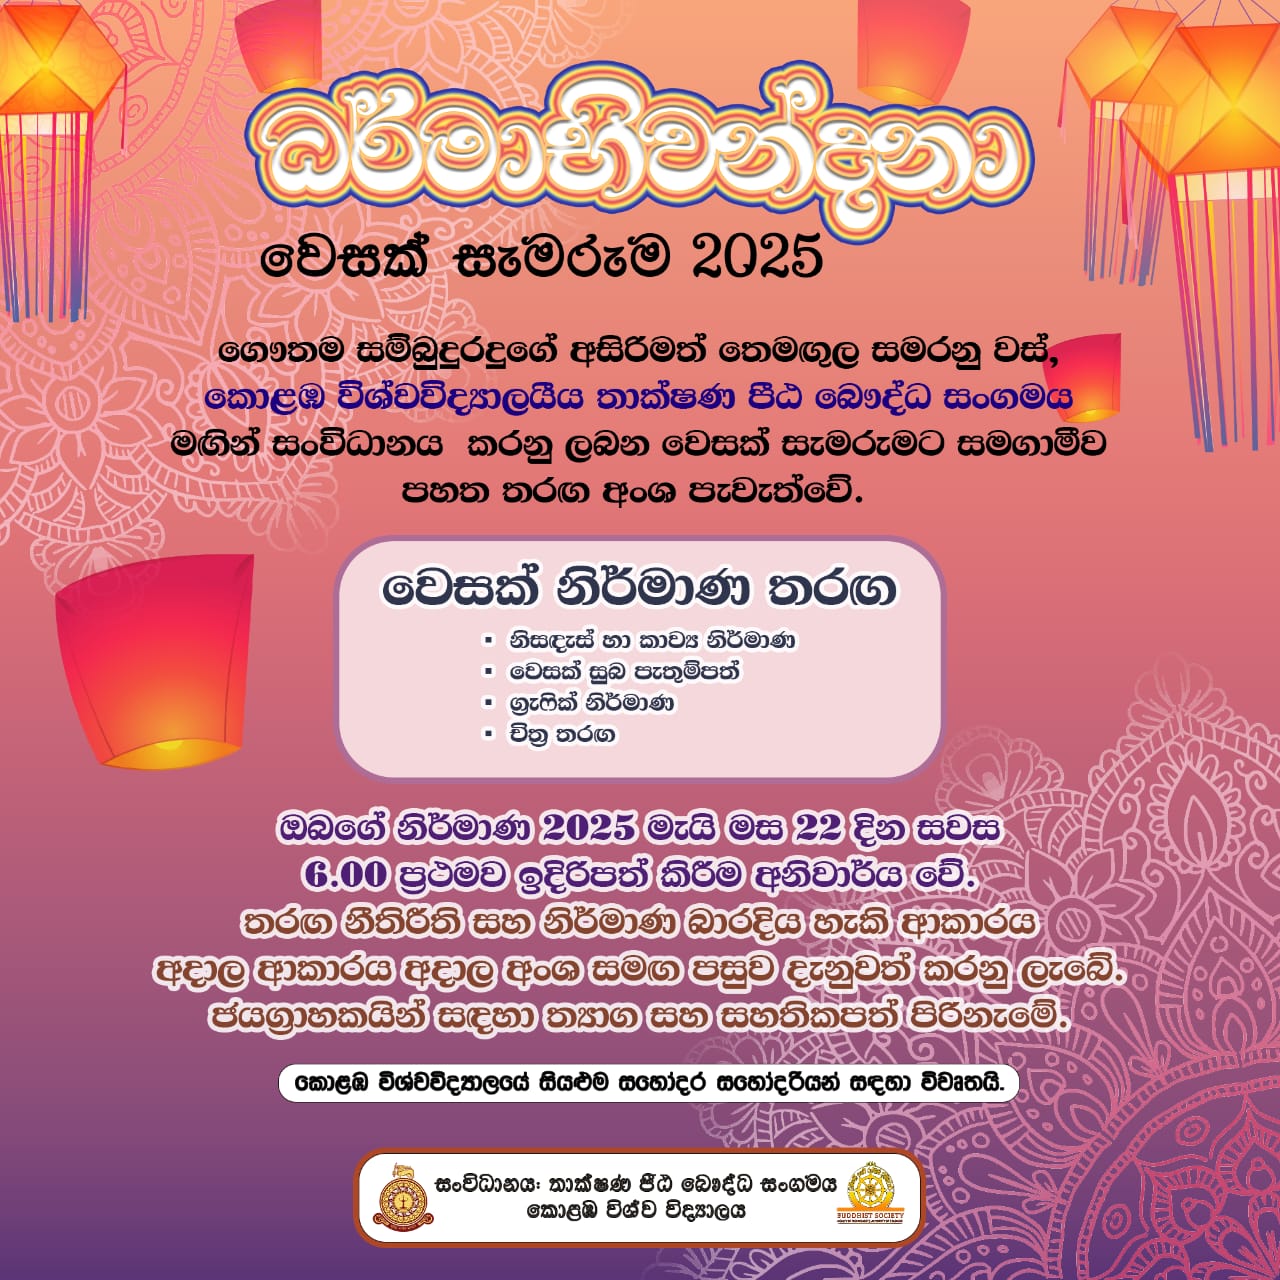 ධර්මාභිවන්දනා
වෙසක් සැමරුම 2025
ගෞතම සම්බුදුරදුගේ අසිරිමත් තෙමඟුල සමරනු වස්,
කොළඹ විශ්වවිද්‍යාලයීය තාක්ෂණ පීඨ බෞද්ධ සංගමය
මඟින් සංවිධානය කරනු ලබන වෙසක් සැමරුමට සමගාමීව
පහත තරඟ අංශ පැවැත්වේ.
වෙසක් නිර්මාණ තරඟ
▪ නිසඳැස් හා කාව්‍ය නිර්මාණ
▪ වෙසක් සුබ පැතුම්පත්
▪ ග්‍රැෆික් නිර්මාණ
▪ චිත්‍ර තරඟ
ඔබගේ නිර්මාණ 2025 මැයි මස 22 දින සවස
6.00 ප්‍රථමව ඉදිරිපත් කිරීම අනිවාර්ය වේ.
තරඟ නීතිරීති සහ නිර්මාණ බාරදිය හැකි ආකාරය
අදාල ආකාරය අදාල අංශ සමඟ පසුව දැනුවත් කරනු ලැබේ.
ජයග්‍රාහකයින් සඳහා ත්‍යාග සහ සහතිකපත් පිරිනැමේ.
කොළඹ විශ්වවිද්‍යාලයේ සියළුම සහෝදර සහෝදරියන් සඳහා විවෘතයි.
සංවිධානය: තාක්ෂණ පීඨ බෞද්ධ සංගමය
කොළඹ විශ්ව විද්‍යාලය
BUDDHIST SOCIETY